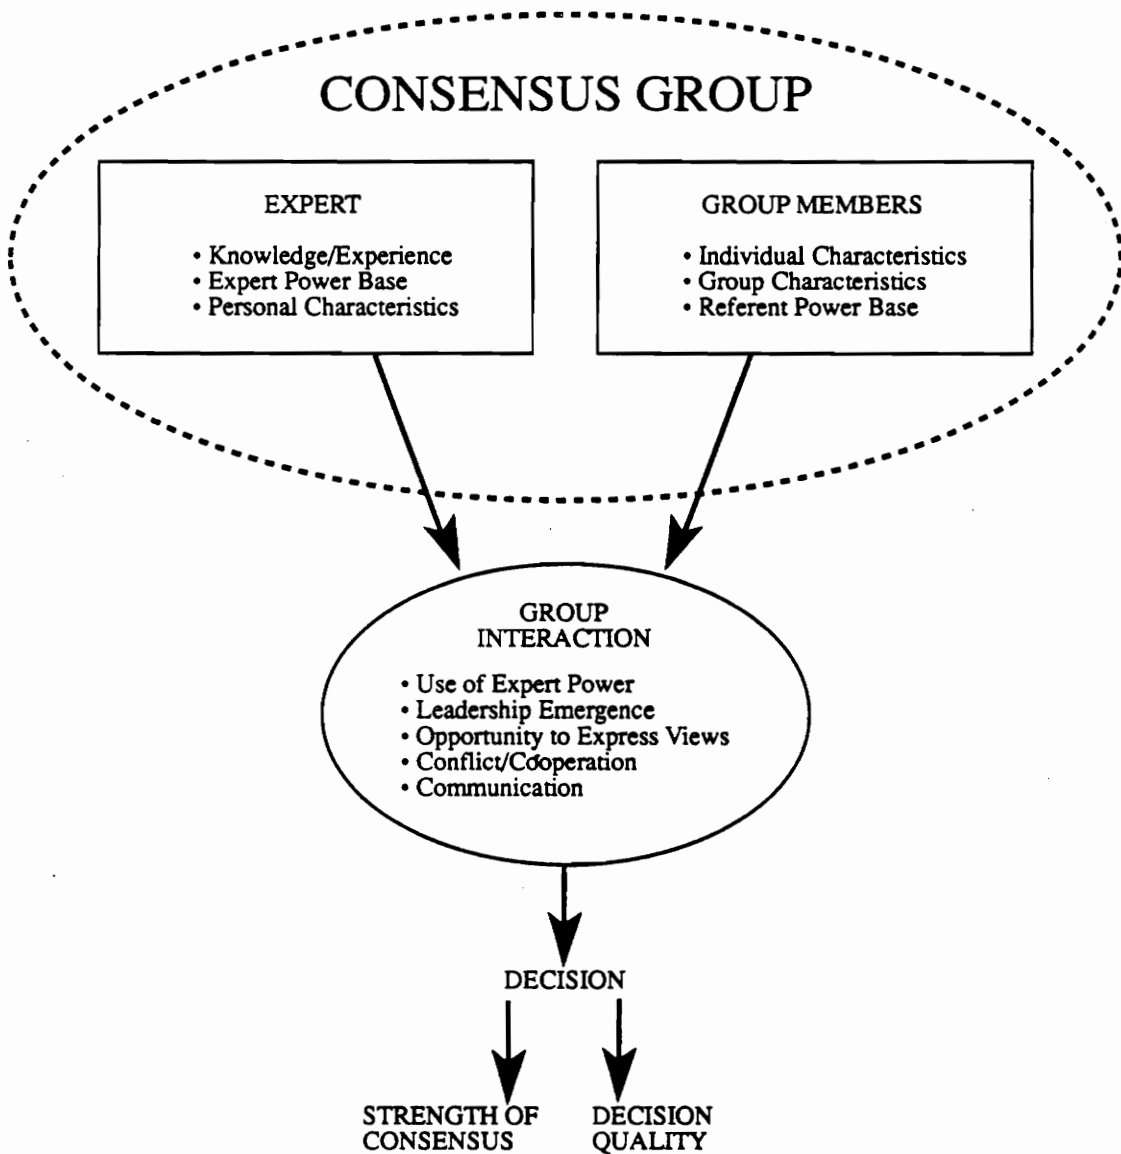 CONSENSUS GROUP
EXPERT
• Knowledge/Experience
• Expert Power Base
• Personal Characteristics
GROUP MEMBERS
• Individual Characteristics
• Group Characteristics
• Referent Power Base
GROUP
INTERACTION
• Use of Expert Power
• Leadership Emergence
• Opportunity to Express Views
• Conflict/Cooperation
• Communication
DECISION
STRENGTH OF
CONSENSUS
DECISION
QUALITY